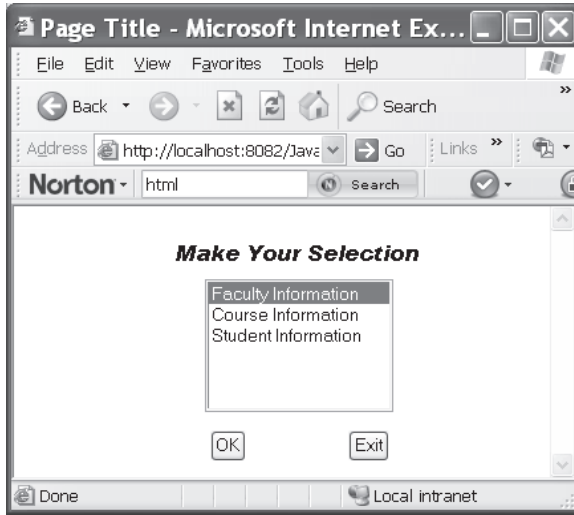 Page Title - Microsoft Internet Ex...
File Edit View Favorites Tools Help
Back Search »
Address http://localhost:8082/Java Go Links »
Norton html Search
Make Your Selection
Faculty Information
Course Information
Student Information
OK Exit
Done Local intranet